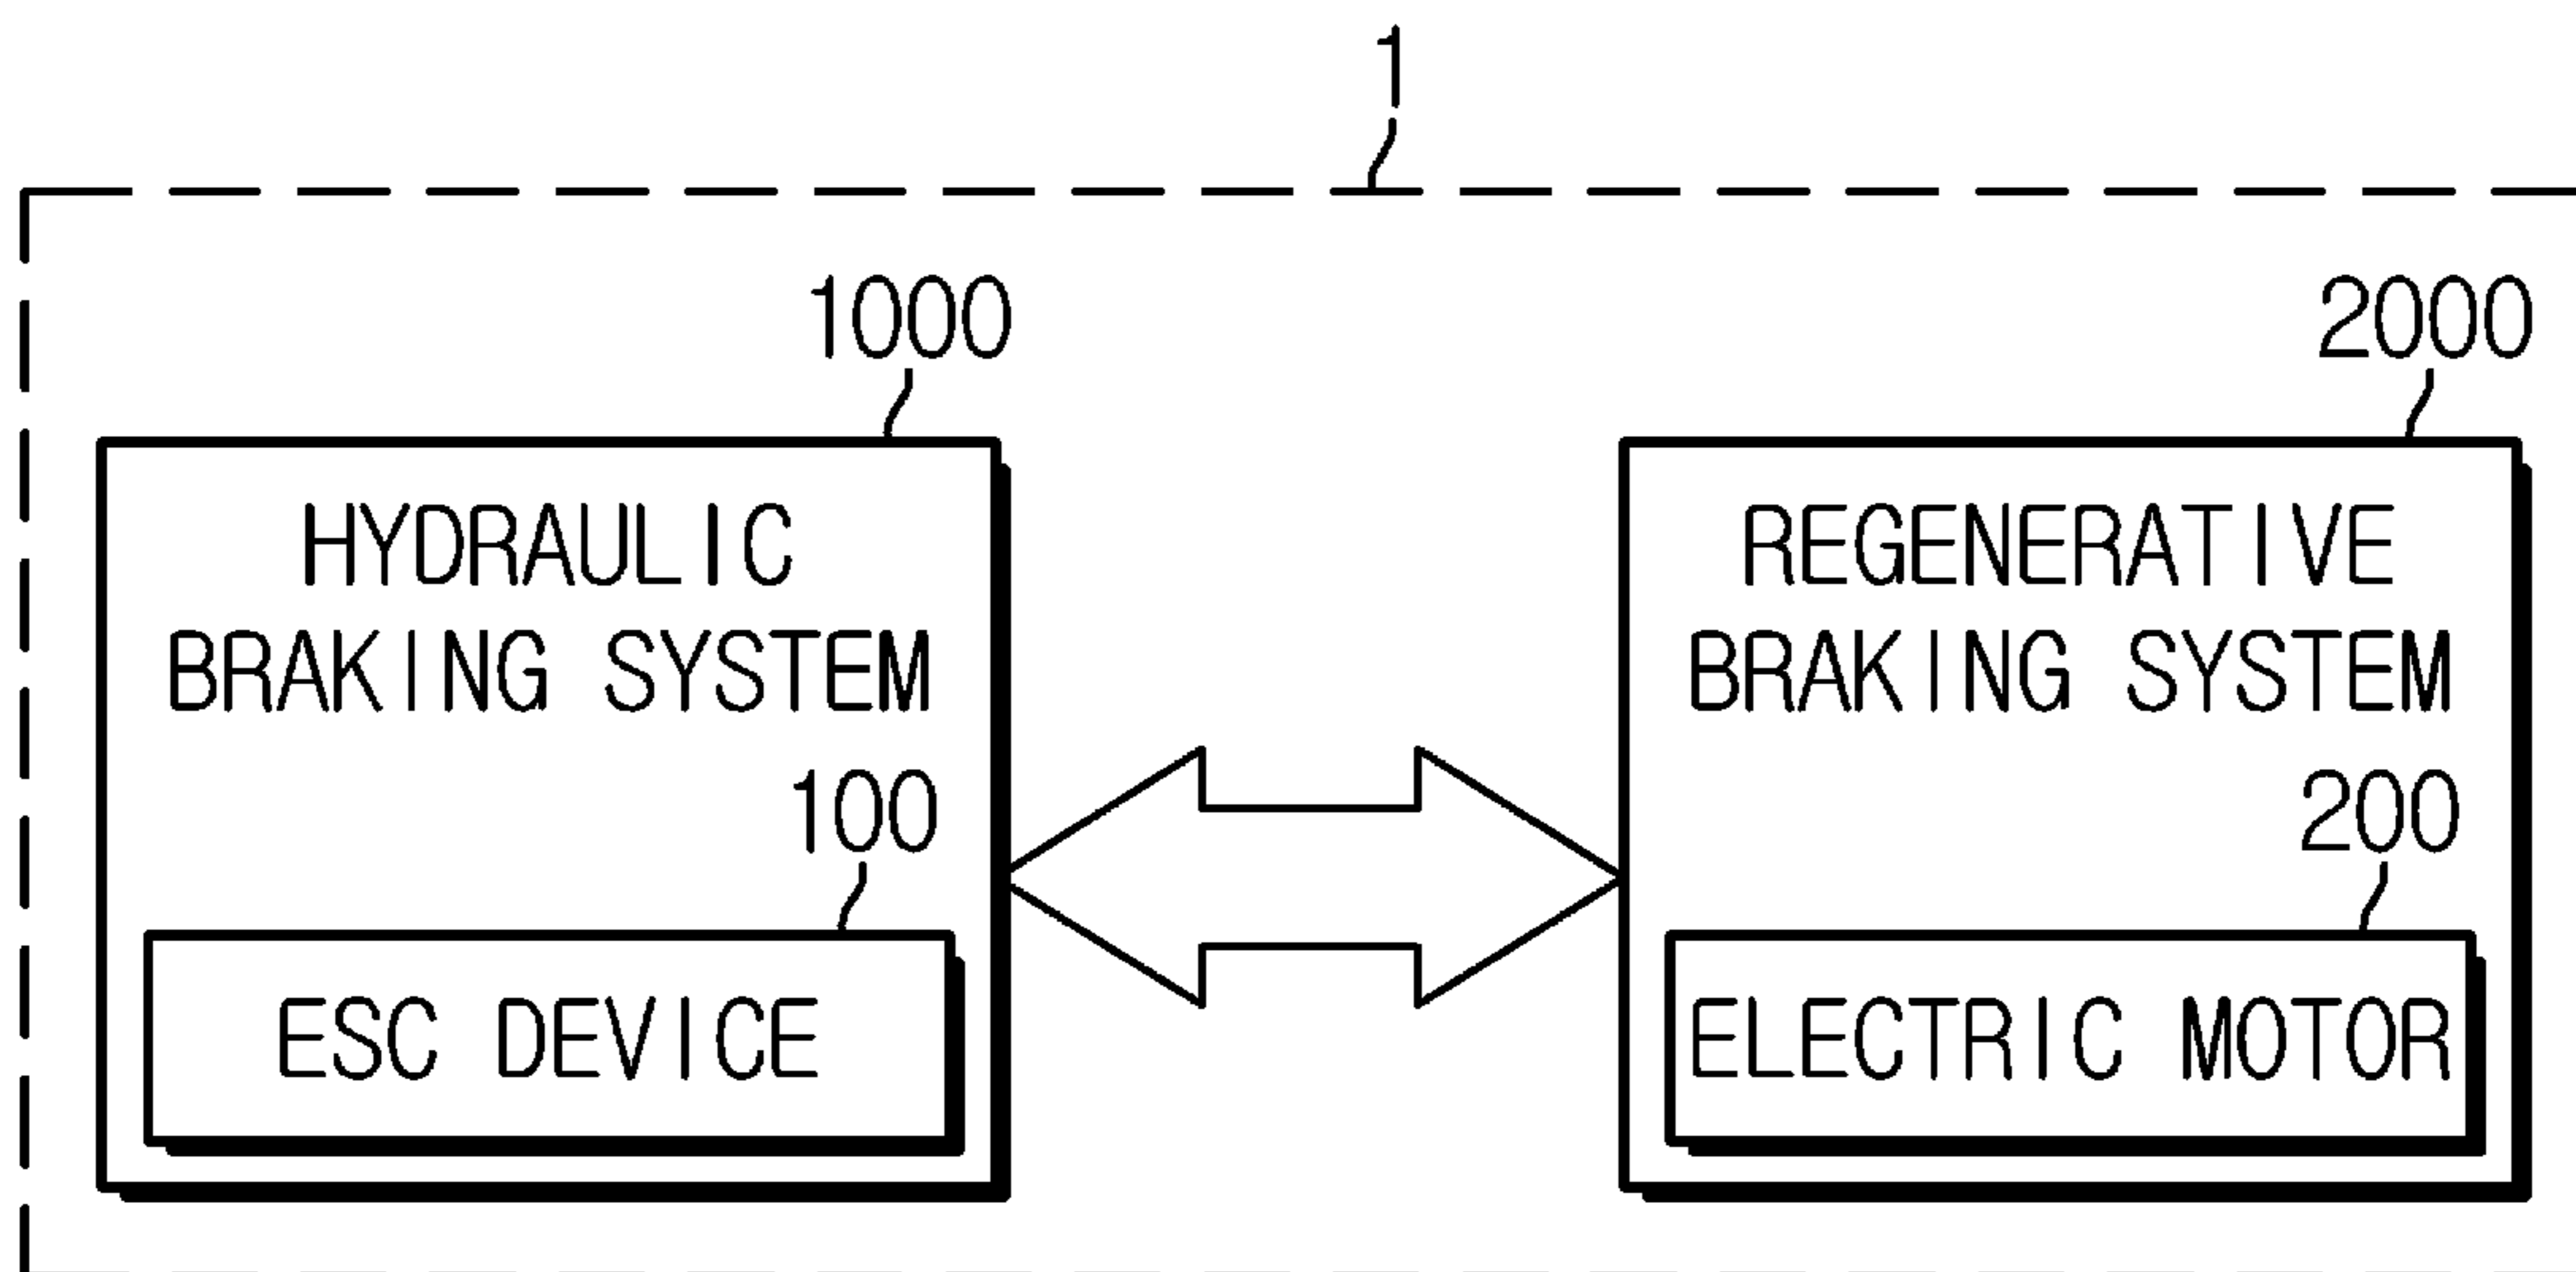 1
1000
2000
HYDRAULIC
BRAKING SYSTEM
REGENERATIVE
BRAKING SYSTEM
100
200
ESC DEVICE
ELECTRIC MOTOR